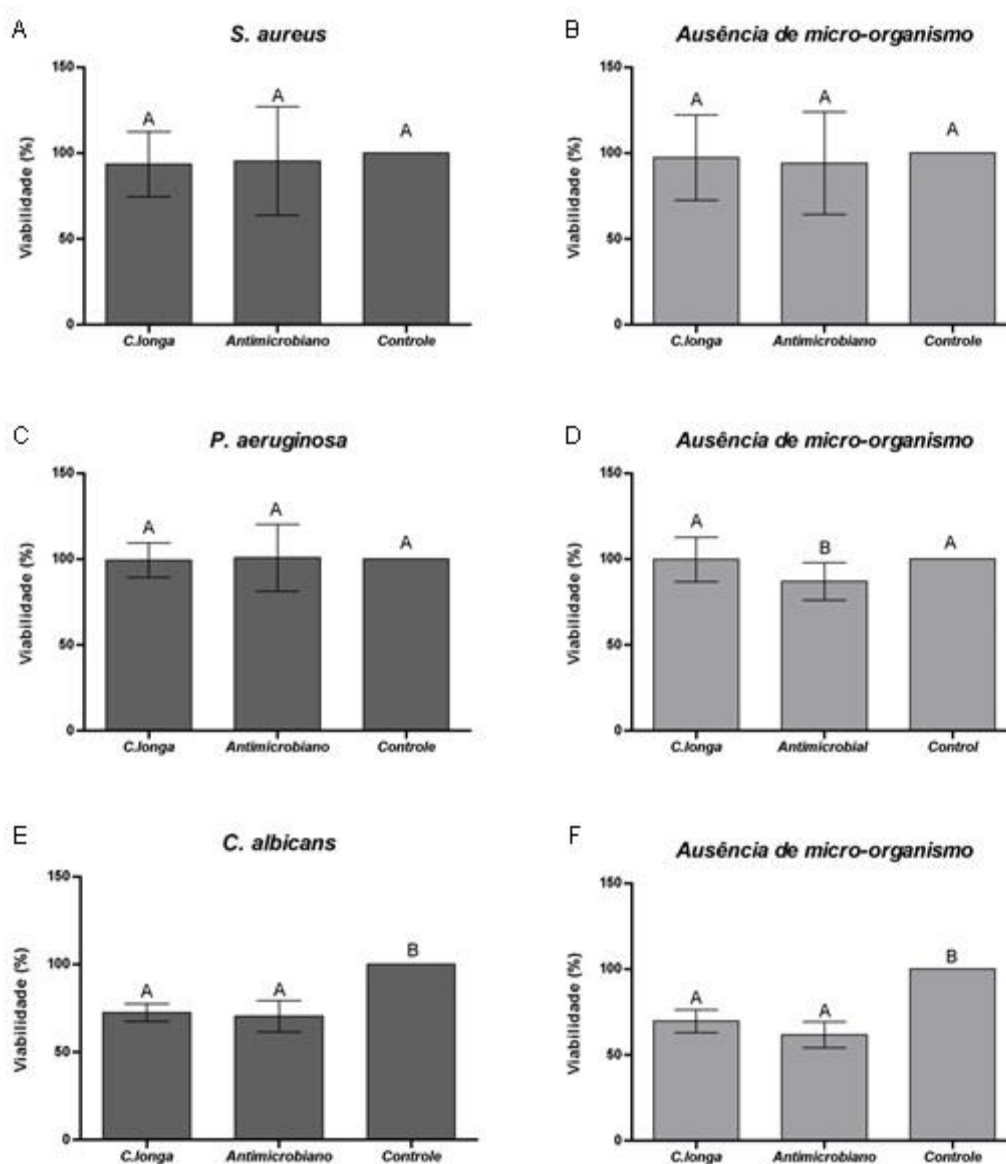 A
S. aureus
Viabilidade (%)
150
100
50
0
A
A
A
C.longa
Antimicrobiano
Controle
B
Ausência de micro-organismo
Viabilidade (%)
150
100
50
0
A
A
A
C.longa
Antimicrobiano
Controle
C
P. aeruginosa
Viabilidade (%)
150
100
50
0
A
A
A
C.longa
Antimicrobiano
Controle
D
Ausência de micro-organismo
Viabilidade (%)
150
100
50
0
A
B
A
C.longa
Antimicrobial
Control
E
C. albicans
Viabilidade (%)
150
100
50
0
A
A
B
C.longa
Antimicrobiano
Controle
F
Ausência de micro-organismo
Viabilidade (%)
150
100
50
0
A
A
B
C.longa
Antimicrobiano
Controle